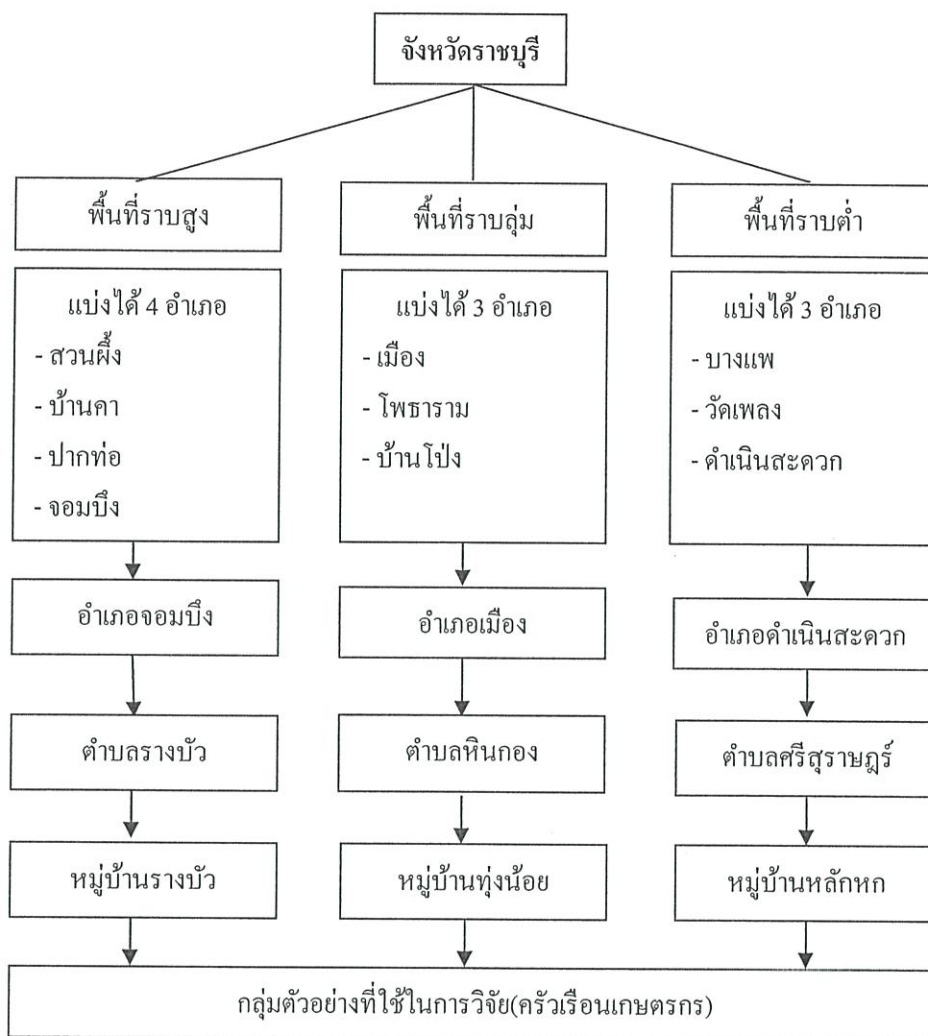 จังหวัดราชบุรี
พื้นที่ราบสูง
พื้นที่ราบลุ่ม
พื้นที่ราบต่ำ
แบ่งได้ 4 อำเภอ
- สวนผึ้ง
- บ้านคา
- ปากท่อ
- จอมบึง
แบ่งได้ 3 อำเภอ
- เมือง
- โพธาราม
- บ้านโป่ง
แบ่งได้ 3 อำเภอ
- บางแพ
- วัดเพลง
- ดำเนินสะดวก
อำเภอจอมบึง
อำเภอเมือง
อำเภอดำเนินสะดวก
ตำบลรางบัว
ตำบลหินกอง
ตำบลศรีสุราษฎร์
หมู่บ้านรางบัว
หมู่บ้านทุ่งน้อย
หมู่บ้านหลักหก
กลุ่มตัวอย่างที่ใช้ในการวิจัย(ครัวเรือนเกษตรกร)